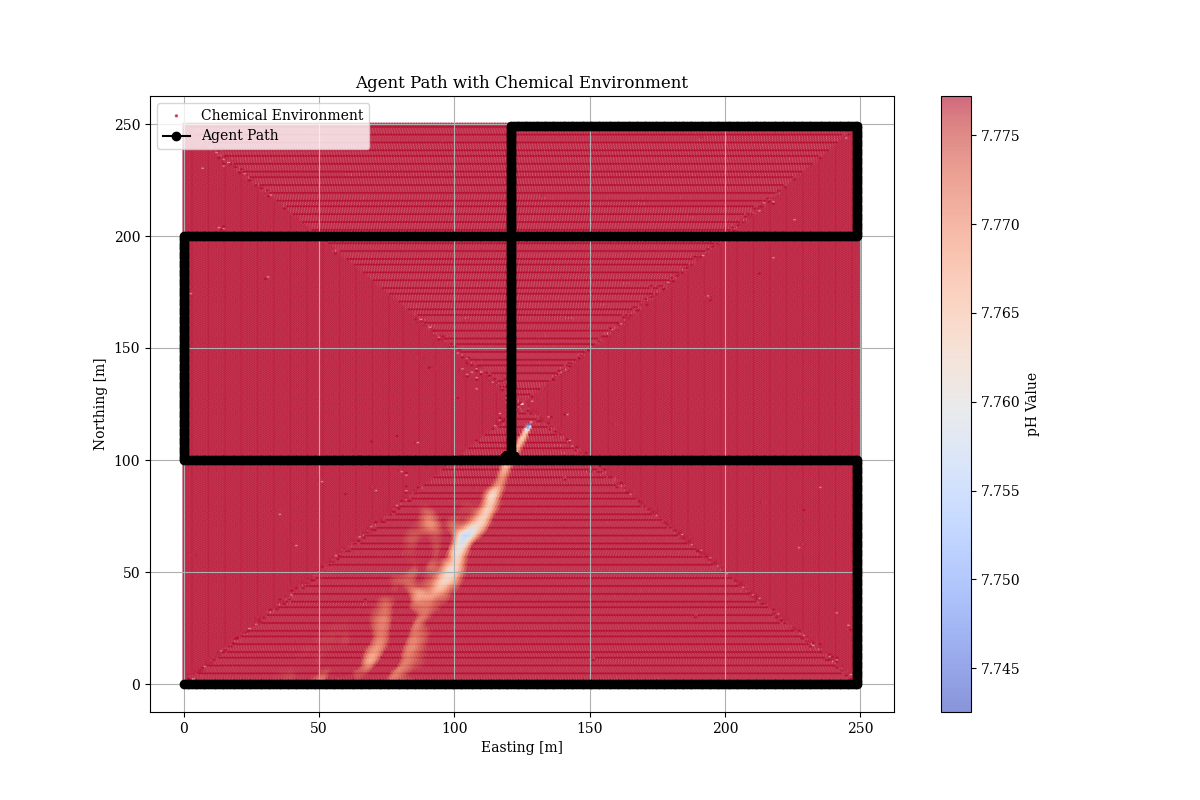 Agent Path with Chemical Environment
Chemical Environment
Agent Path
250
200
150
100
50
0
Northing [m]
0 50 100 150 200 250
Easting [m]
7.775
7.770
7.765
7.760
7.755
7.750
7.745
pH Value